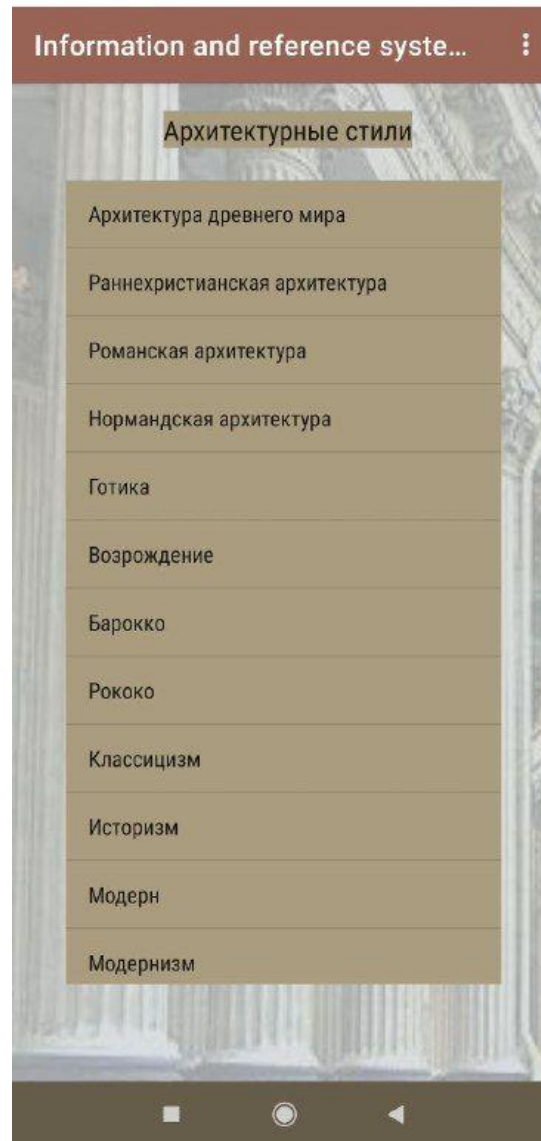 Information and reference syste...
Архитектурные стили
Архитектура древнего мира
Раннехристианская архитектура
Романская архитектура
Нормандская архитектура
Готика
Возрождение
Барокко
Рококо
Классицизм
Историзм
Модерн
Модернизм